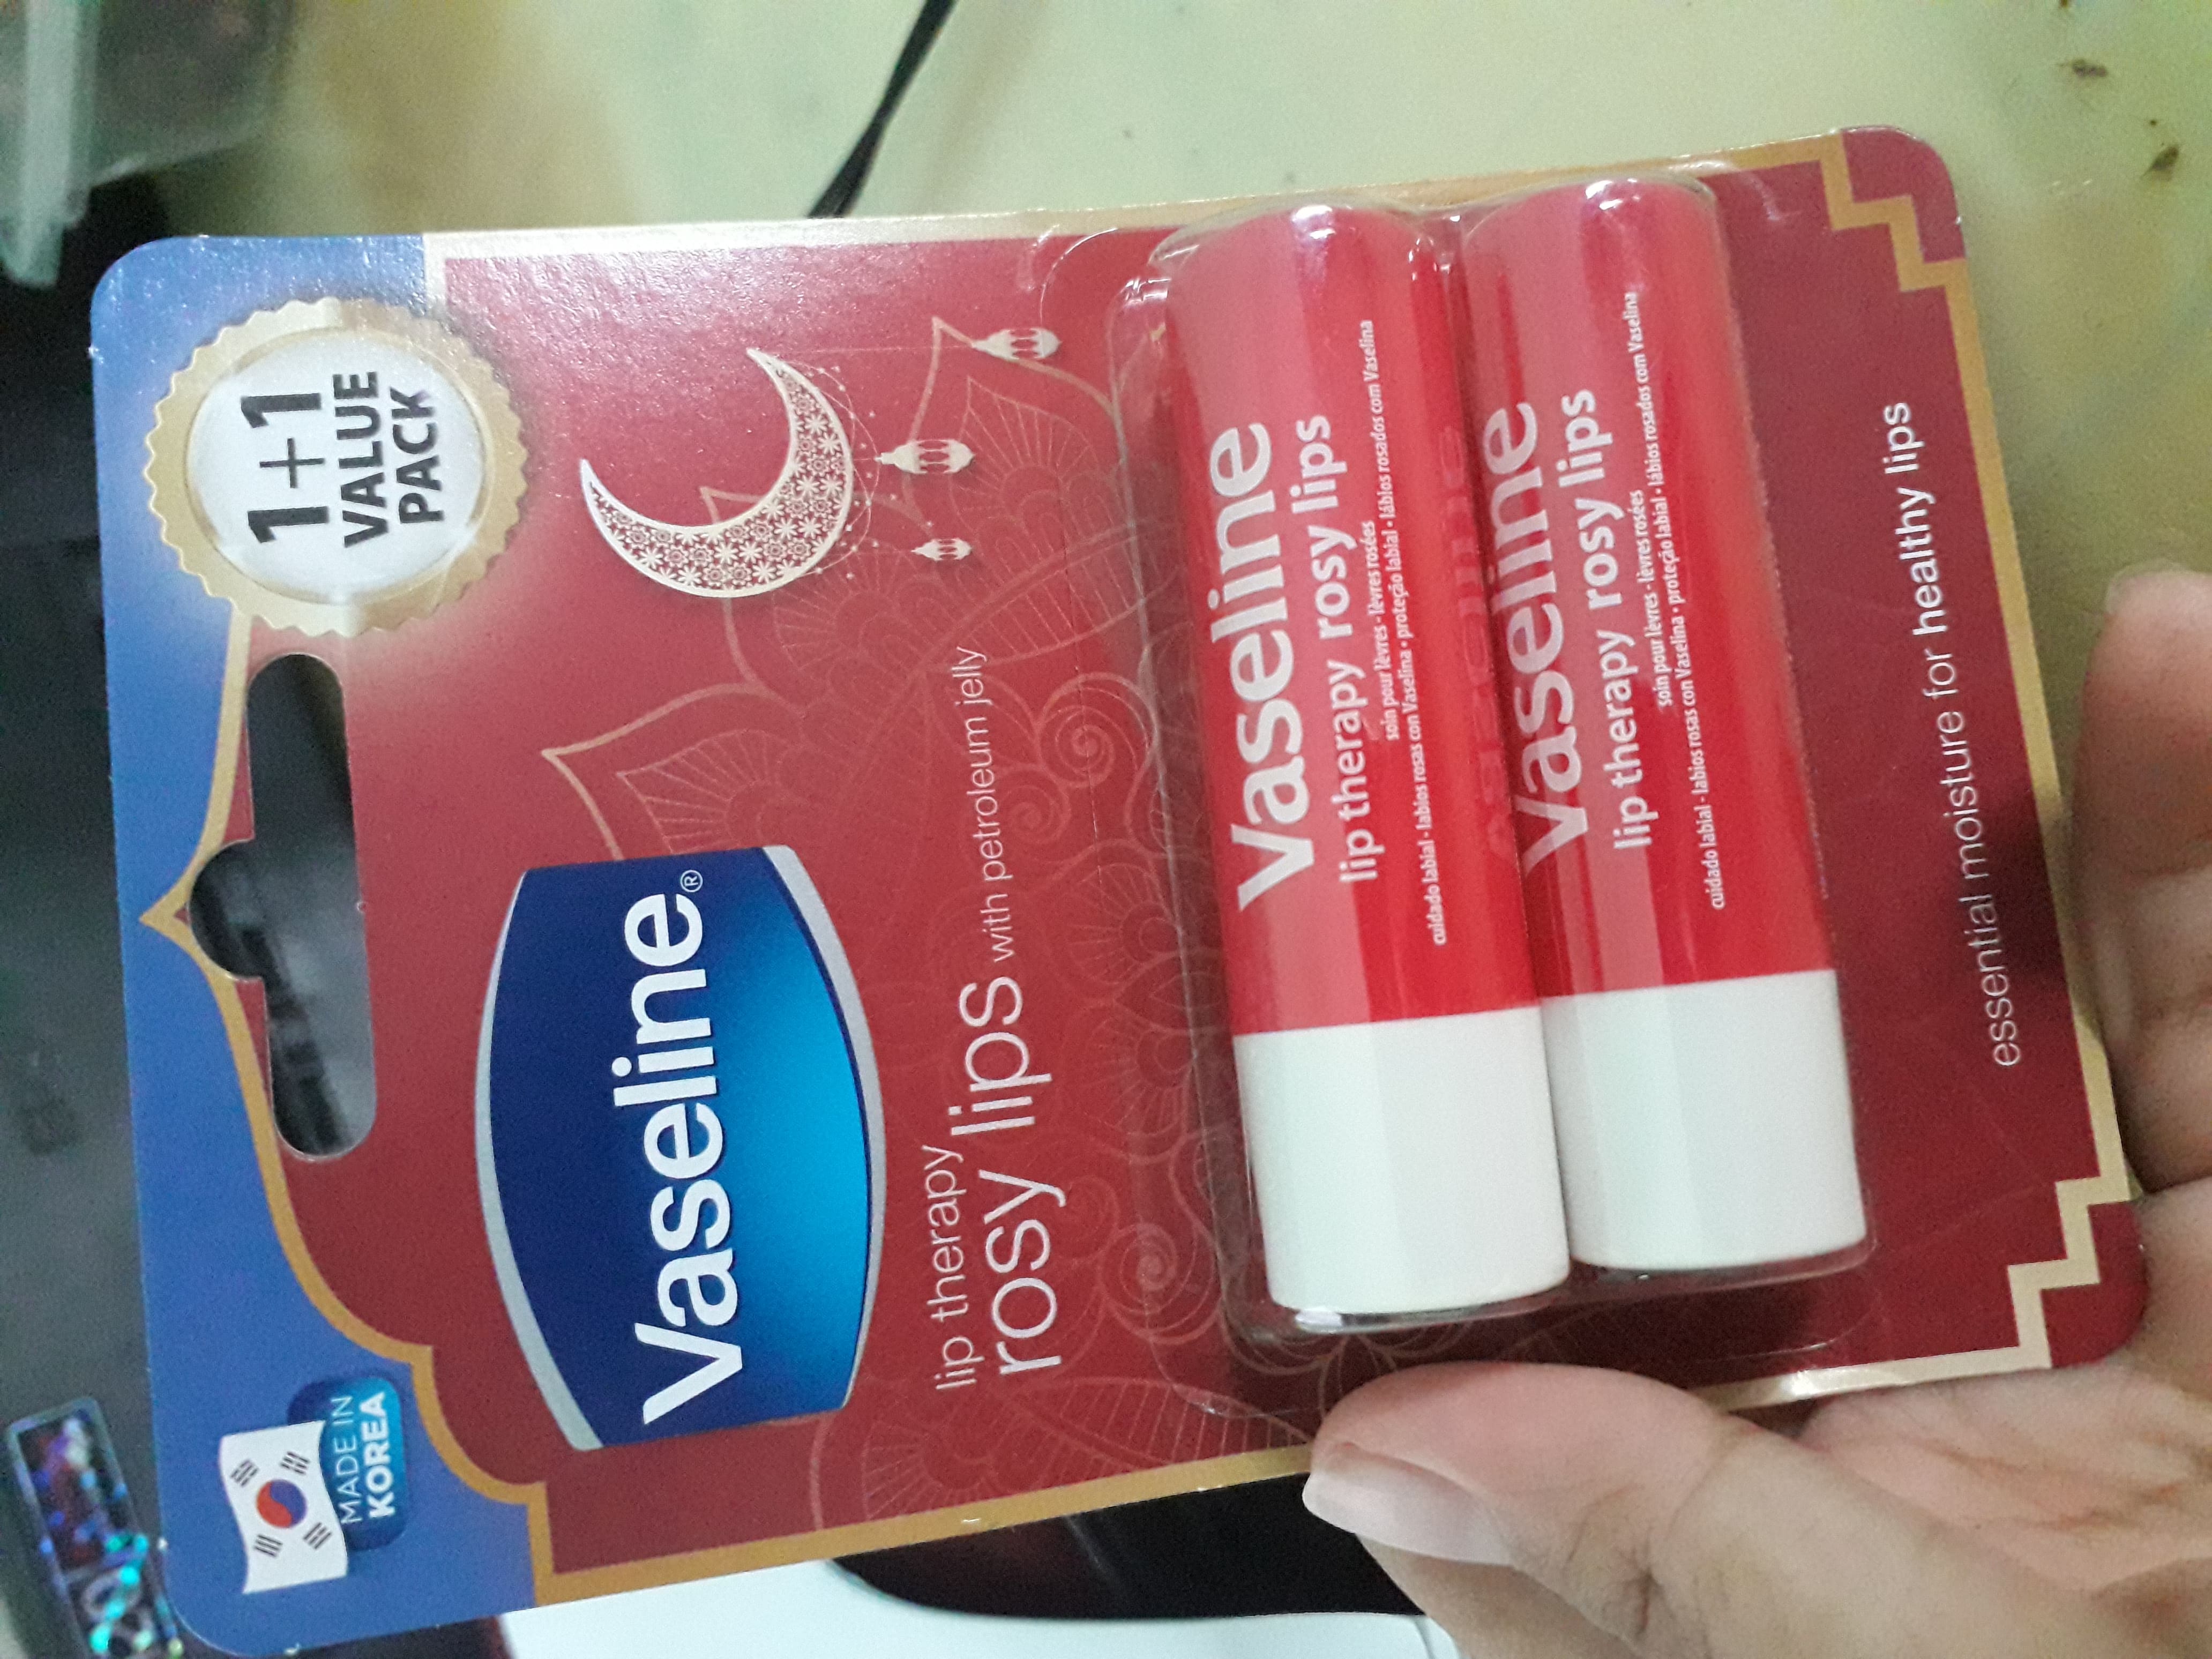 MADE IN
KOREA
1+1
VALUE
PACK
Vaseline®
lip therapy
rosy lips with petroleum jelly
Vaseline
lip therapy rosy lips
soin pour lèvres • lèvres rosées
cuidado labial • labios rosas con Vaselina • proteção labial • lábios rosados com Vaselina
Vaseline
lip therapy rosy lips
soin pour lèvres • lèvres rosées
cuidado labial • labios rosas con Vaselina • proteção labial • lábios rosados com Vaselina
essential moisture for healthy lips